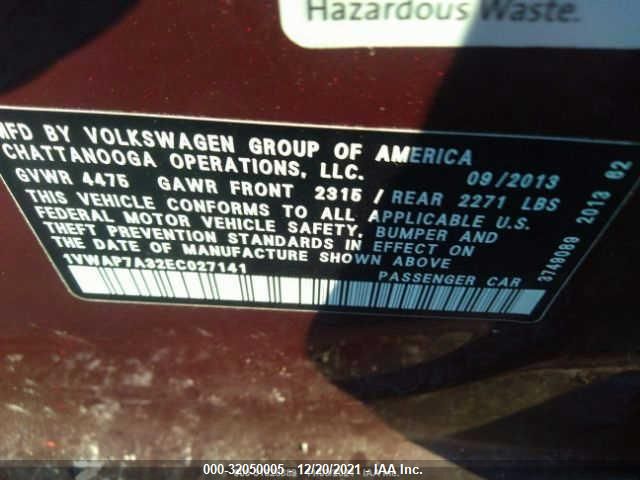 Hazardous Waste.
MFD BY VOLKSWAGEN GROUP OF AMERICA
CHATTANOOGA OPERATIONS, LLC. 09/2013
GVWR 4475 GAWR FRONT 2315 / REAR 2271 LBS
THIS VEHICLE CONFORMS TO ALL APPLICABLE U.S.
FEDERAL MOTOR VEHICLE SAFETY, BUMPER AND
THEFT PREVENTION STANDARDS IN EFFECT ON
THE DATE OF MANUFACTURE SHOWN ABOVE
1VWAP7A32EC027141 PASSENGER CAR
3749089 2013 62
000-32050005 - 12/20/2021 - IAA Inc.